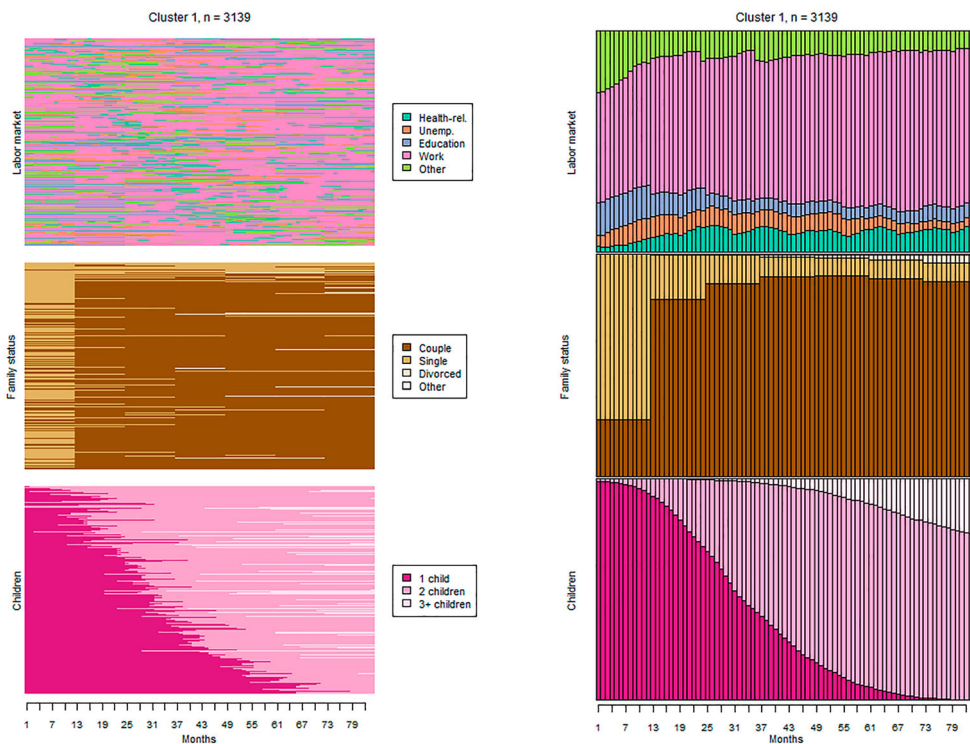 Cluster 1, n = 3139
Labor market
Health-rel.
Unemp.
Education
Work
Other
Family status
Couple
Single
Divorced
Other
Children
1 child
2 children
3+ children
1 7 13 19 25 31 37 43 49 55 61 67 73 79
Months
Cluster 1, n = 3139
Labor market
Family status
Children
1 7 13 19 25 31 37 43 49 55 61 67 73 79
Months